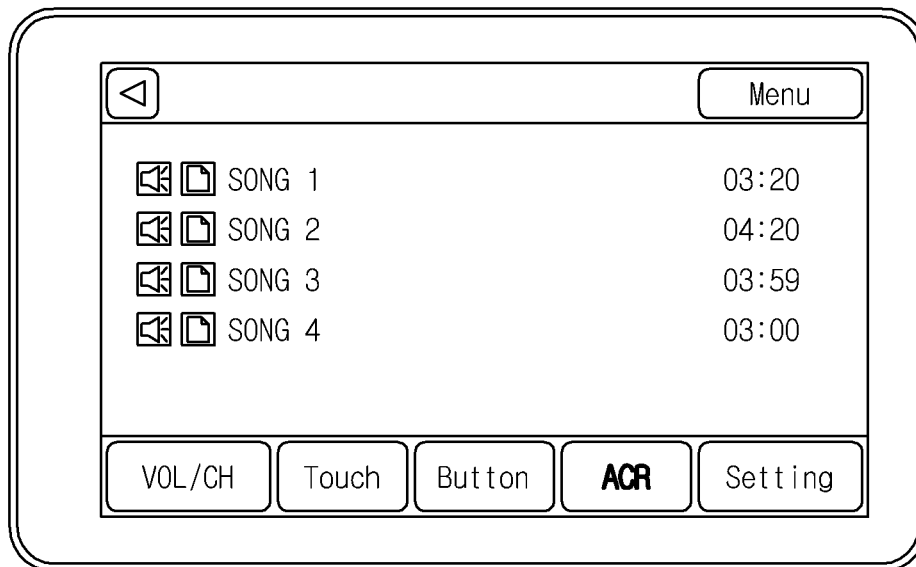 Menu
SONG 1 03:20
SONG 2 04:20
SONG 3 03:59
SONG 4 03:00
VOL/CH Touch Button ACR Setting